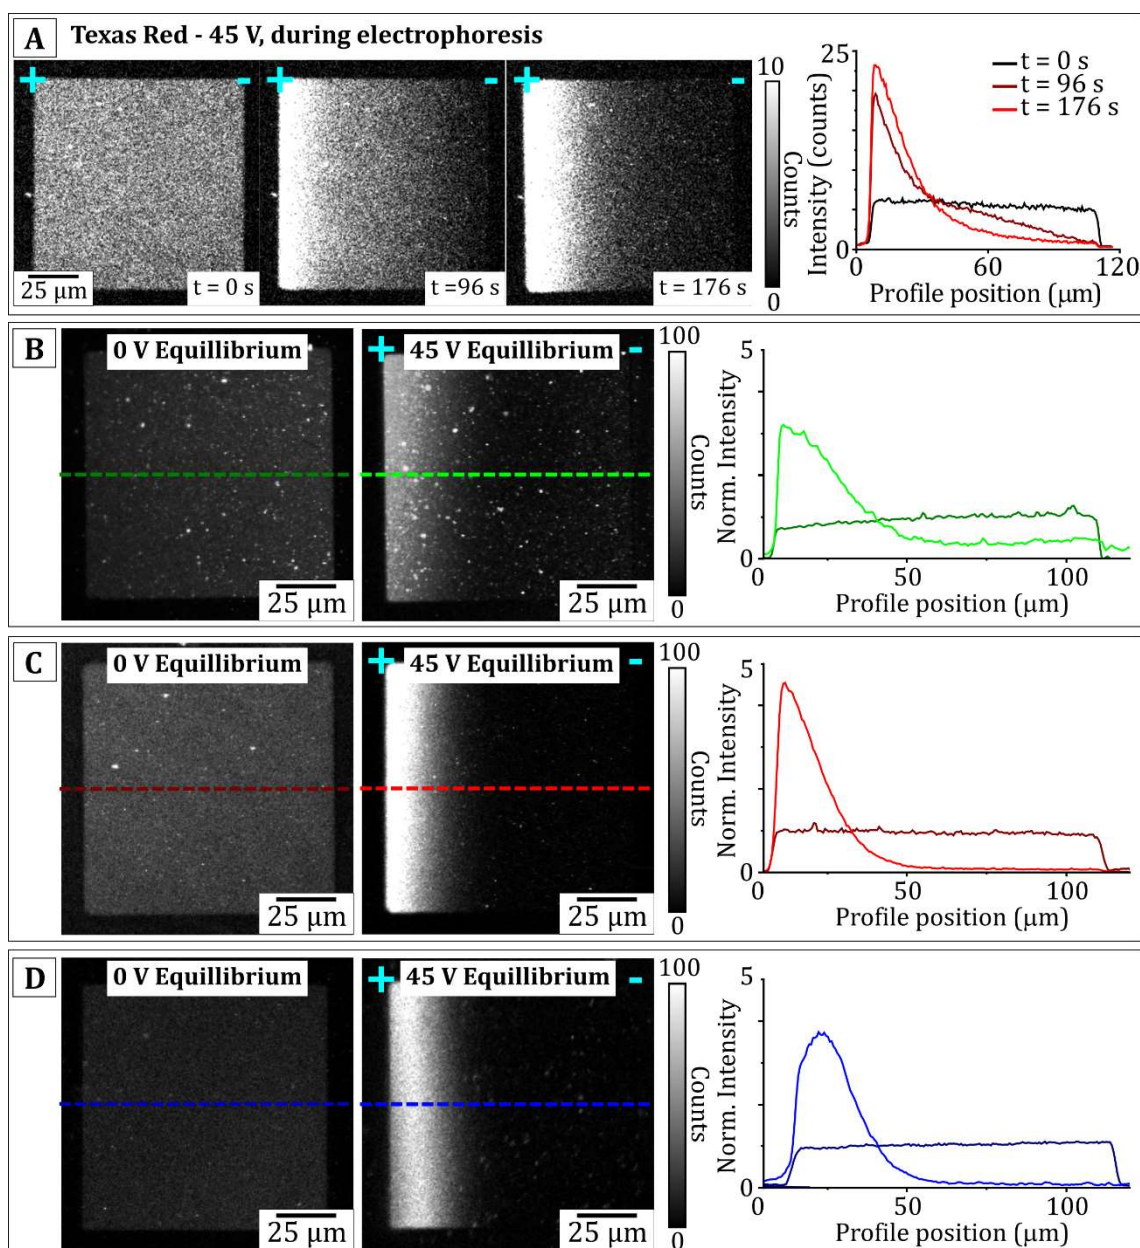 A Texas Red - 45 V, during electrophoresis
+ - - -
+ +
25 μm
t = 0 s
t =96 s
t = 176 s
10
Counts
0
Intensity (counts)
25
0
t = 0 s
t = 96 s
t = 176 s
0 60 120
Profile position (μm)
B
0 V Equillibrium
+ 45 V Equillibrium -
25 μm
25 μm
100
Counts
0
Norm. Intensity
5
0
0 50 100
Profile position (μm)
C
0 V Equillibrium
+ 45 V Equillibrium -
25 μm
25 μm
100
Counts
0
Norm. Intensity
5
0
0 50 100
Profile position (μm)
D
0 V Equillibrium
+ 45 V Equillibrium -
25 μm
25 μm
100
Counts
0
Norm. Intensity
5
0
0 50 100
Profile position (μm)